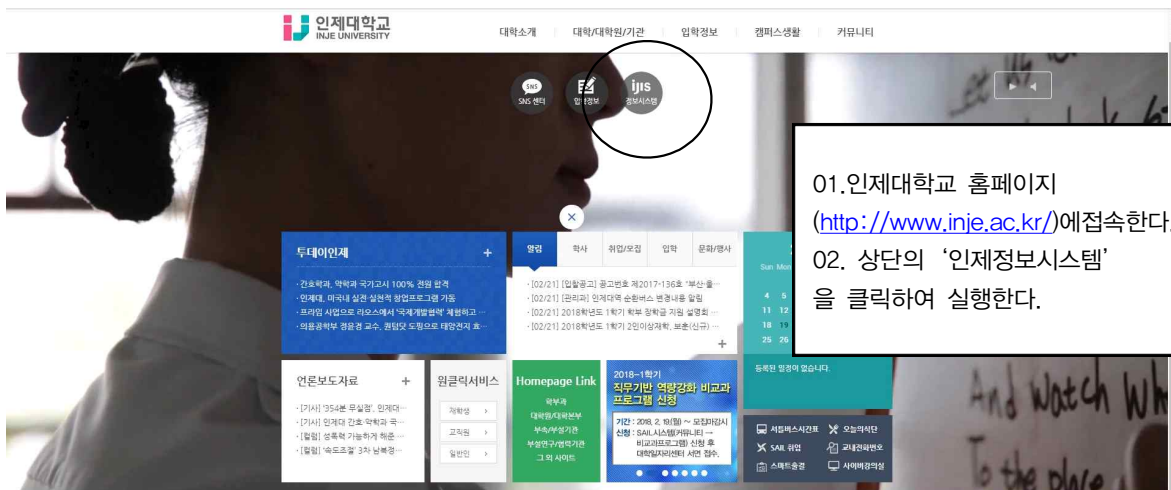 인제대학교
INJE UNIVERSITY
대학소개
대학/대학원/기관
입학정보
캠퍼스생활
커뮤니티
SNS
SNS 센터
입학정보
ijis
정보시스템
01.인제대학교 홈페이지
(http://www.inje.ac.kr/)에접속한다.
02. 상단의 ‘인제정보시스템’
을 클릭하여 실행한다.
투데이인제 +
· 간호학과, 약학과 국가고시 100% 전원 합격
· 인제대, 미국내 실전·실천적 창업프로그램 가동
· 프라임 사업으로 라오스에서 '국제개발협력' 체험하고 ···
· 의용공학부 정윤경 교수, 원텀닷 도핑으로 태양전지 효···
알림
학사
취업/모집
입학
문화/행사
· [02/21] [입찰공고] 공고번호 제2017-136호 "부산·울···
· [02/21] [관리과] 인제대역 순환버스 변경내용 알림
· [02/21] 2018학년도 1학기 학부 장학금 지원 설명회 ···
· [02/21] 2018학년도 1학기 2인이상재학, 보훈(신규) ···
+
Sun Mon
4 5
11 12
18 19
25 26
등록된 일정이 없습니다.
언론보도자료 +
· [기사] '354분 무실점', 인제대···
· [기사] 인제대 간호·약학과 국···
· [컬럼] 성폭력 가능하게 해준 ···
· [컬럼] '속도조절' 3차 남북정···
원클릭서비스
재학생 ›
교직원 ›
일반인 ›
Homepage Link
학부과
대학원/대학본부
부속/부설기관
부설연구/협력기관
그 외 사이트
2018-1학기
직무기반 역량강화 비교과
프로그램 신청
기간 : 2018. 2. 19.(월) ~ 모집마감시
신청 : SAIL시스템(커뮤니티 →
비교과프로그램) 신청 후
대학일자리센터 서면 접수.
셔틀버스시간표
오늘의식단
SAIL 취업
교내전화번호
스마트출결
사이버강의실
And Watch Wh
To the place